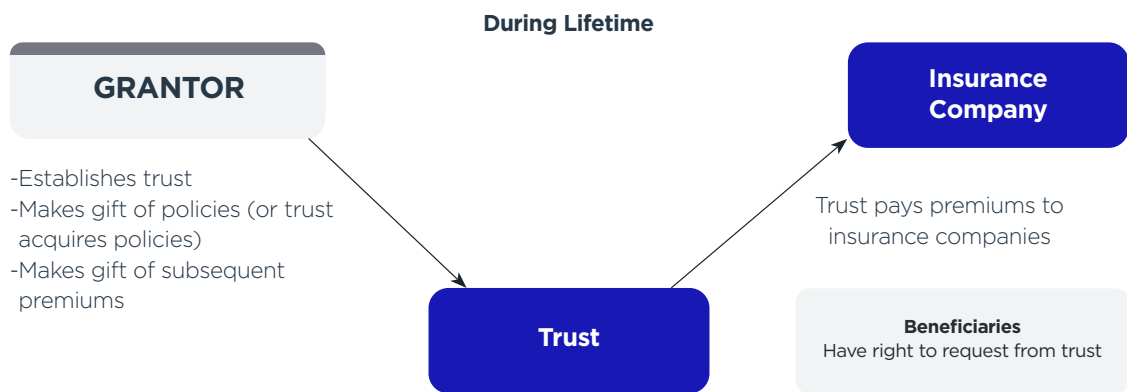 During Lifetime
GRANTOR
Insurance
Company
-Establishes trust
-Makes gift of policies (or trust
acquires policies)
-Makes gift of subsequent
premiums
Trust pays premiums to
insurance companies
Trust
Beneficiaries
Have right to request from trust